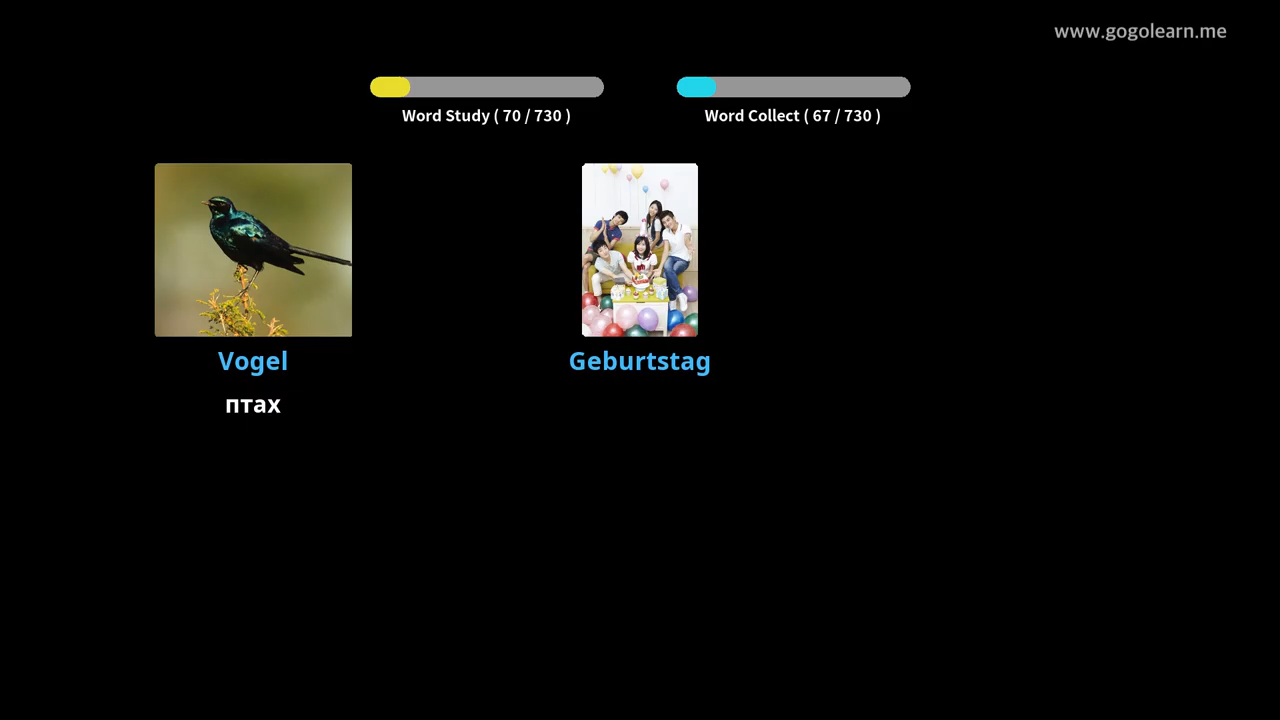 www.gogolearn.me
Word Study ( 70 / 730 )
Word Collect ( 67 / 730 )
Vogel
Geburtstag
птах